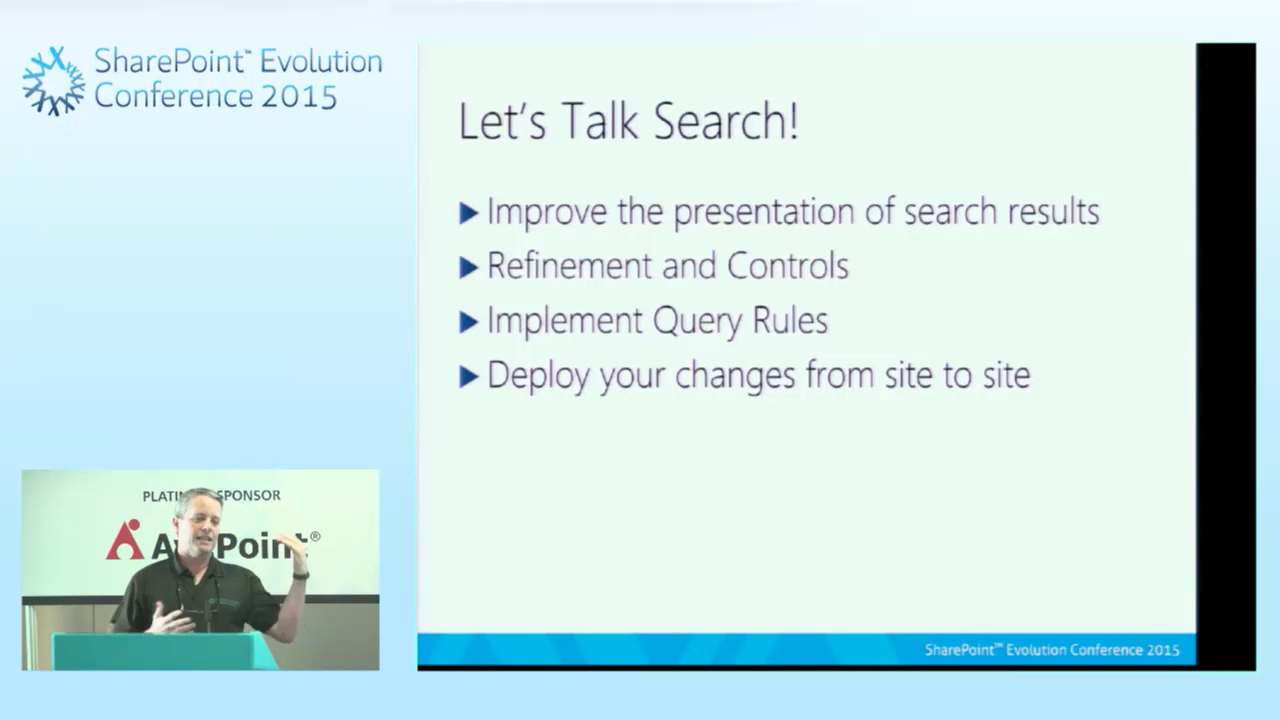 SharePoint™ Evolution
Conference 2015
Let's Talk Search!
Improve the presentation of search results
Refinement and Controls
Implement Query Rules
Deploy your changes from site to site
SharePoint™ Evolution Conference 2015
SPONSOR
Point®